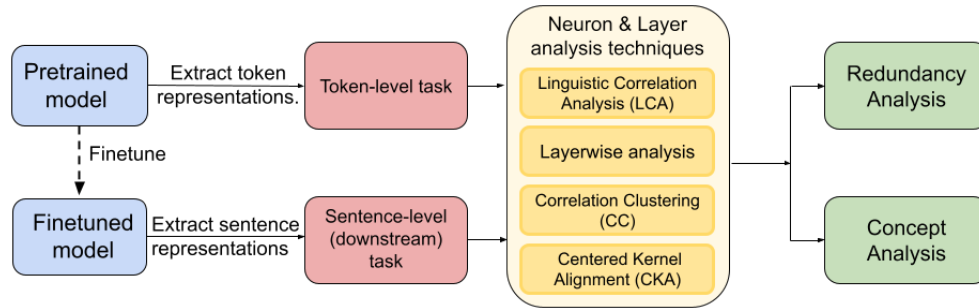 Pretrained
model
Extract token
representations.
Token-level task
Finetune
Finetuned
model
Extract sentence
representations
Sentence-level
(downstream)
task
Neuron & Layer
analysis techniques
Linguistic Correlation
Analysis (LCA)
Layerwise analysis
Correlation Clustering
(CC)
Centered Kernel
Alignment (CKA)
Redundancy
Analysis
Concept
Analysis